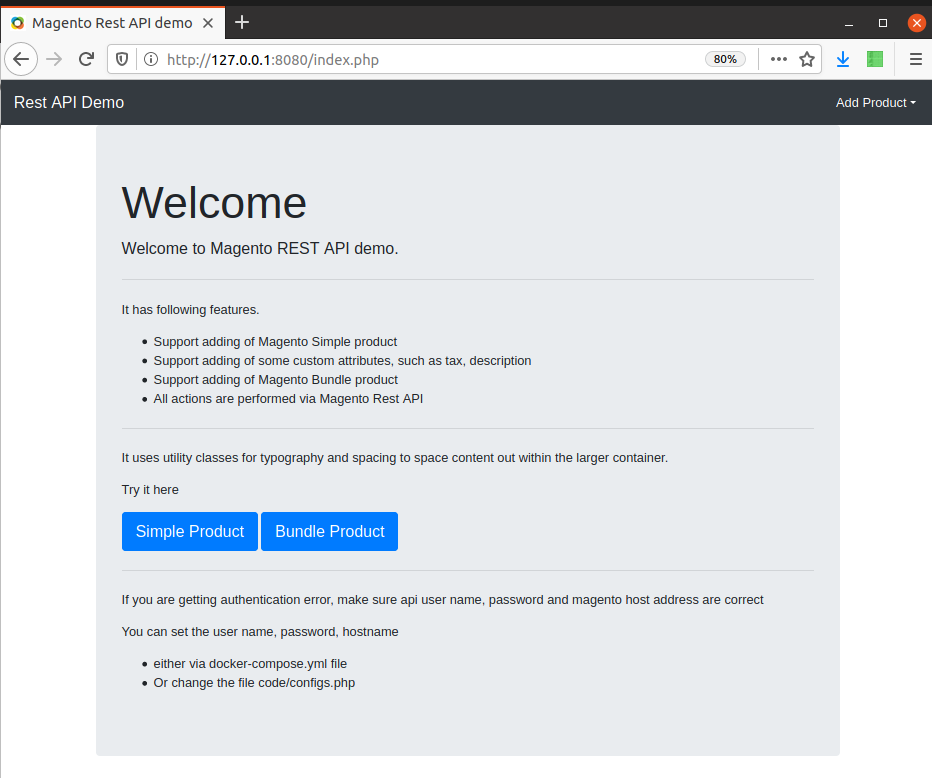 Magento Rest API demo
http://127.0.0.1:8080/index.php 80%
Rest API Demo Add Product
Welcome
Welcome to Magento REST API demo.
It has following features.
Support adding of Magento Simple product
Support adding of some custom attributes, such as tax, description
Support adding of Magento Bundle product
All actions are performed via Magento Rest API
It uses utility classes for typography and spacing to space content out within the larger container.
Try it here
Simple Product Bundle Product
If you are getting authentication error, make sure api user name, password and magento host address are correct
You can set the user name, password, hostname
either via docker-compose.yml file
Or change the file code/configs.php